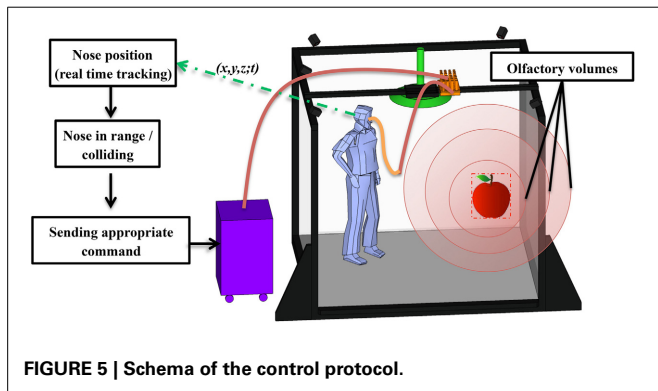 Nose position
(real time tracking)
(x,y,z;t)
Olfactory volumes
Nose in range /
colliding
Sending appropriate
command
FIGURE 5 | Schema of the control protocol.